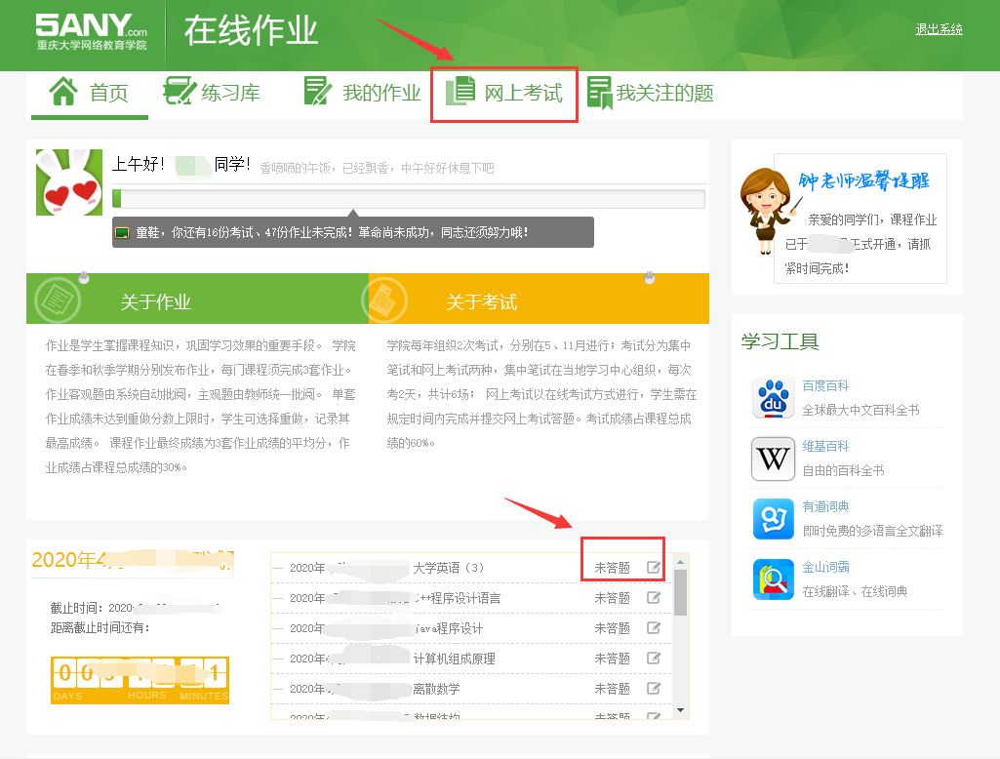 5ANY.com
重庆大学网络教育学院
在线作业
退出系统
首页
练习库
我的作业
网上考试
我关注的题
上午好!
同学!
香喷喷的午饭，已经飘香，中午好好休息下吧
童鞋，你还有16份考试、47份作业未完成！革命尚未成功，同志还须努力哦！
关于作业
作业是学生掌握课程知识，巩固学习效果的重要手段。 学院
在春季和秋季学期分别发布作业，每门课程须完成3套作业。
作业客观题由系统自动批阅，主观题由教师统一批阅。 单套
作业成绩未达到重做分数上限时，学生可选择重做，记录其
最高成绩。 课程作业最终成绩为3套作业成绩的平均分，作
业成绩占课程总成绩的30%。
关于考试
学院每年组织2次考试，分别在5、11月进行；考试分为集中
笔试和网上考试两种，集中笔试在当地学习中心组织，每次
考2天，共计6场； 网上考试以在线考试方式进行，学生需在
规定时间内完成并提交网上考试答题。考试成绩占课程总成
绩的60%。
钟老师温馨提醒
亲爱的同学们，课程作业
已于
正式开通，请抓
紧时间完成！
学习工具
百度百科
全球最大中文百科全书
维基百科
自由的百科全书
有道词典
即时免费的多语言全文翻译
金山词霸
在线翻译、在线词典
2020年4
截止时间：2020-
距离截止时间还有：
DAYS HOURS MINUTES
2020年 大学英语（3） 未答题
2020年 C++程序设计语言 未答题
2020年 java程序设计 未答题
2020年4 计算机组成原理 未答题
2020年 离散数学 未答题
2020年4 数据结构 未答题